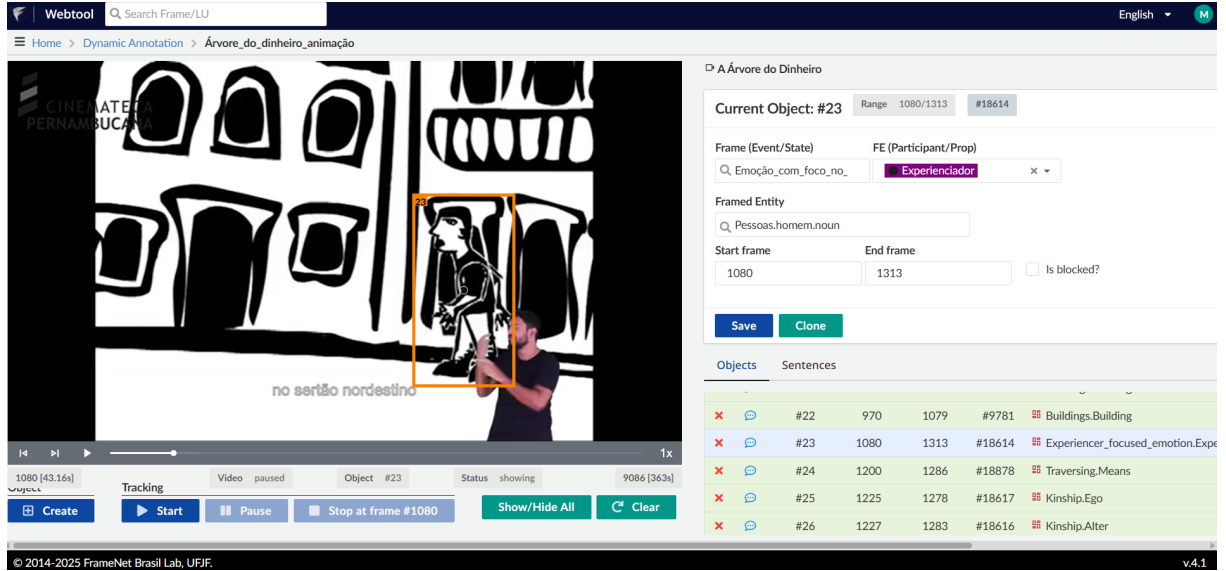 Webtool
Search Frame/LU
English
M
Home > Dynamic Annotation > Árvore_do_dinheiro_animação
CINEMATECA
PERNAMBUCANA
23
no sertão nordestino
1x
1080 [43.16s]
Video paused
Object #23
Status showing
9086 [363s]
Object
Tracking
Create
Start
Pause
Stop at frame #1080
Show/Hide All
Clear
A Árvore do Dinheiro
Current Object: #23
Range 1080/1313
#18614
Frame (Event/State)
FE (Participant/Prop)
Emoção_com_foco_no_
Experienciador
Framed Entity
Pessoas.homem.noun
Start frame
End frame
1080
1313
Is blocked?
Save
Clone
Objects
Sentences
#22 970 1079 #9781 Buildings.Building
#23 1080 1313 #18614 Experiencer_focused_emotion.Expe
#24 1200 1286 #18878 Traversing.Means
#25 1225 1278 #18617 Kinship.Ego
#26 1227 1283 #18616 Kinship.Alter
© 2014-2025 FrameNet Brasil Lab, UFJF.
v.4.1